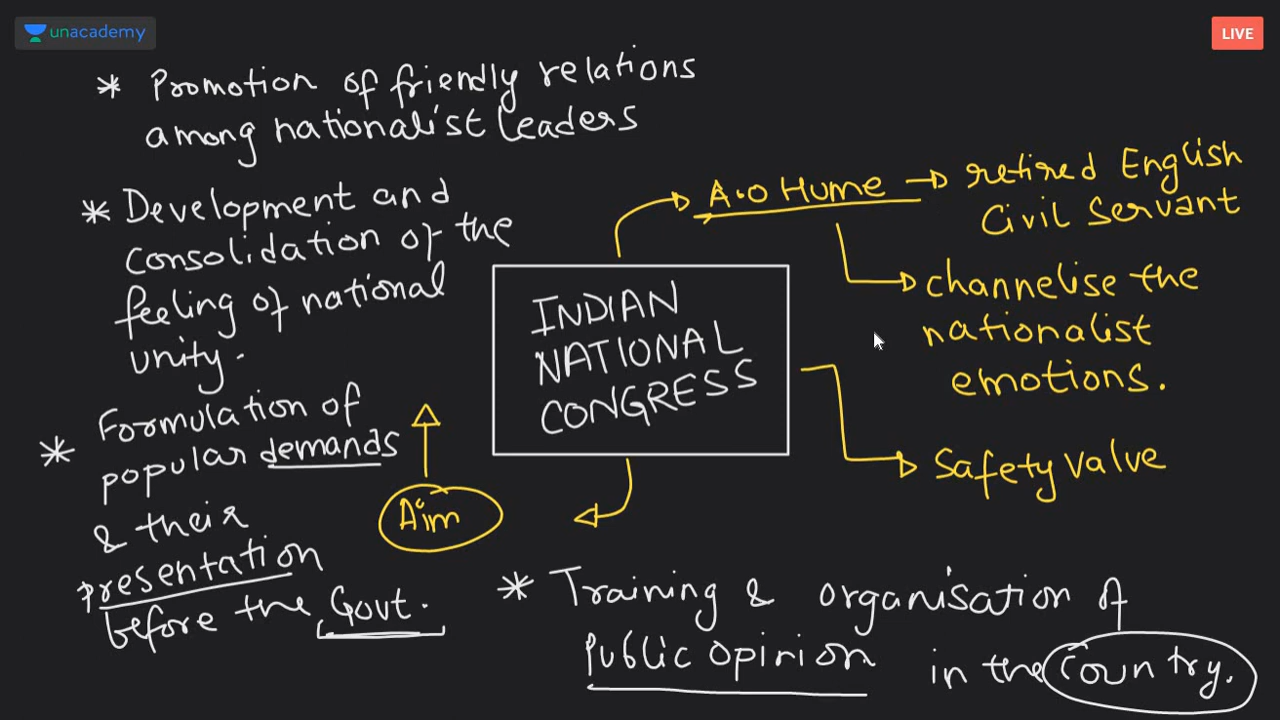 unacademy
LIVE
* Promotion of friendly relations
among nationalist leaders
* Development and
consolidation of the
feeling of national
unity.
* Formulation of
popular demands
& their
presentation
before the Govt.
Aim
INDIAN
NATIONAL
CONGRESS
A.O Hume → retired English
Civil Servant
channelise the
nationalist
emotions.
Safety valve
* Training & organisation of
Public Opinion in the Country.